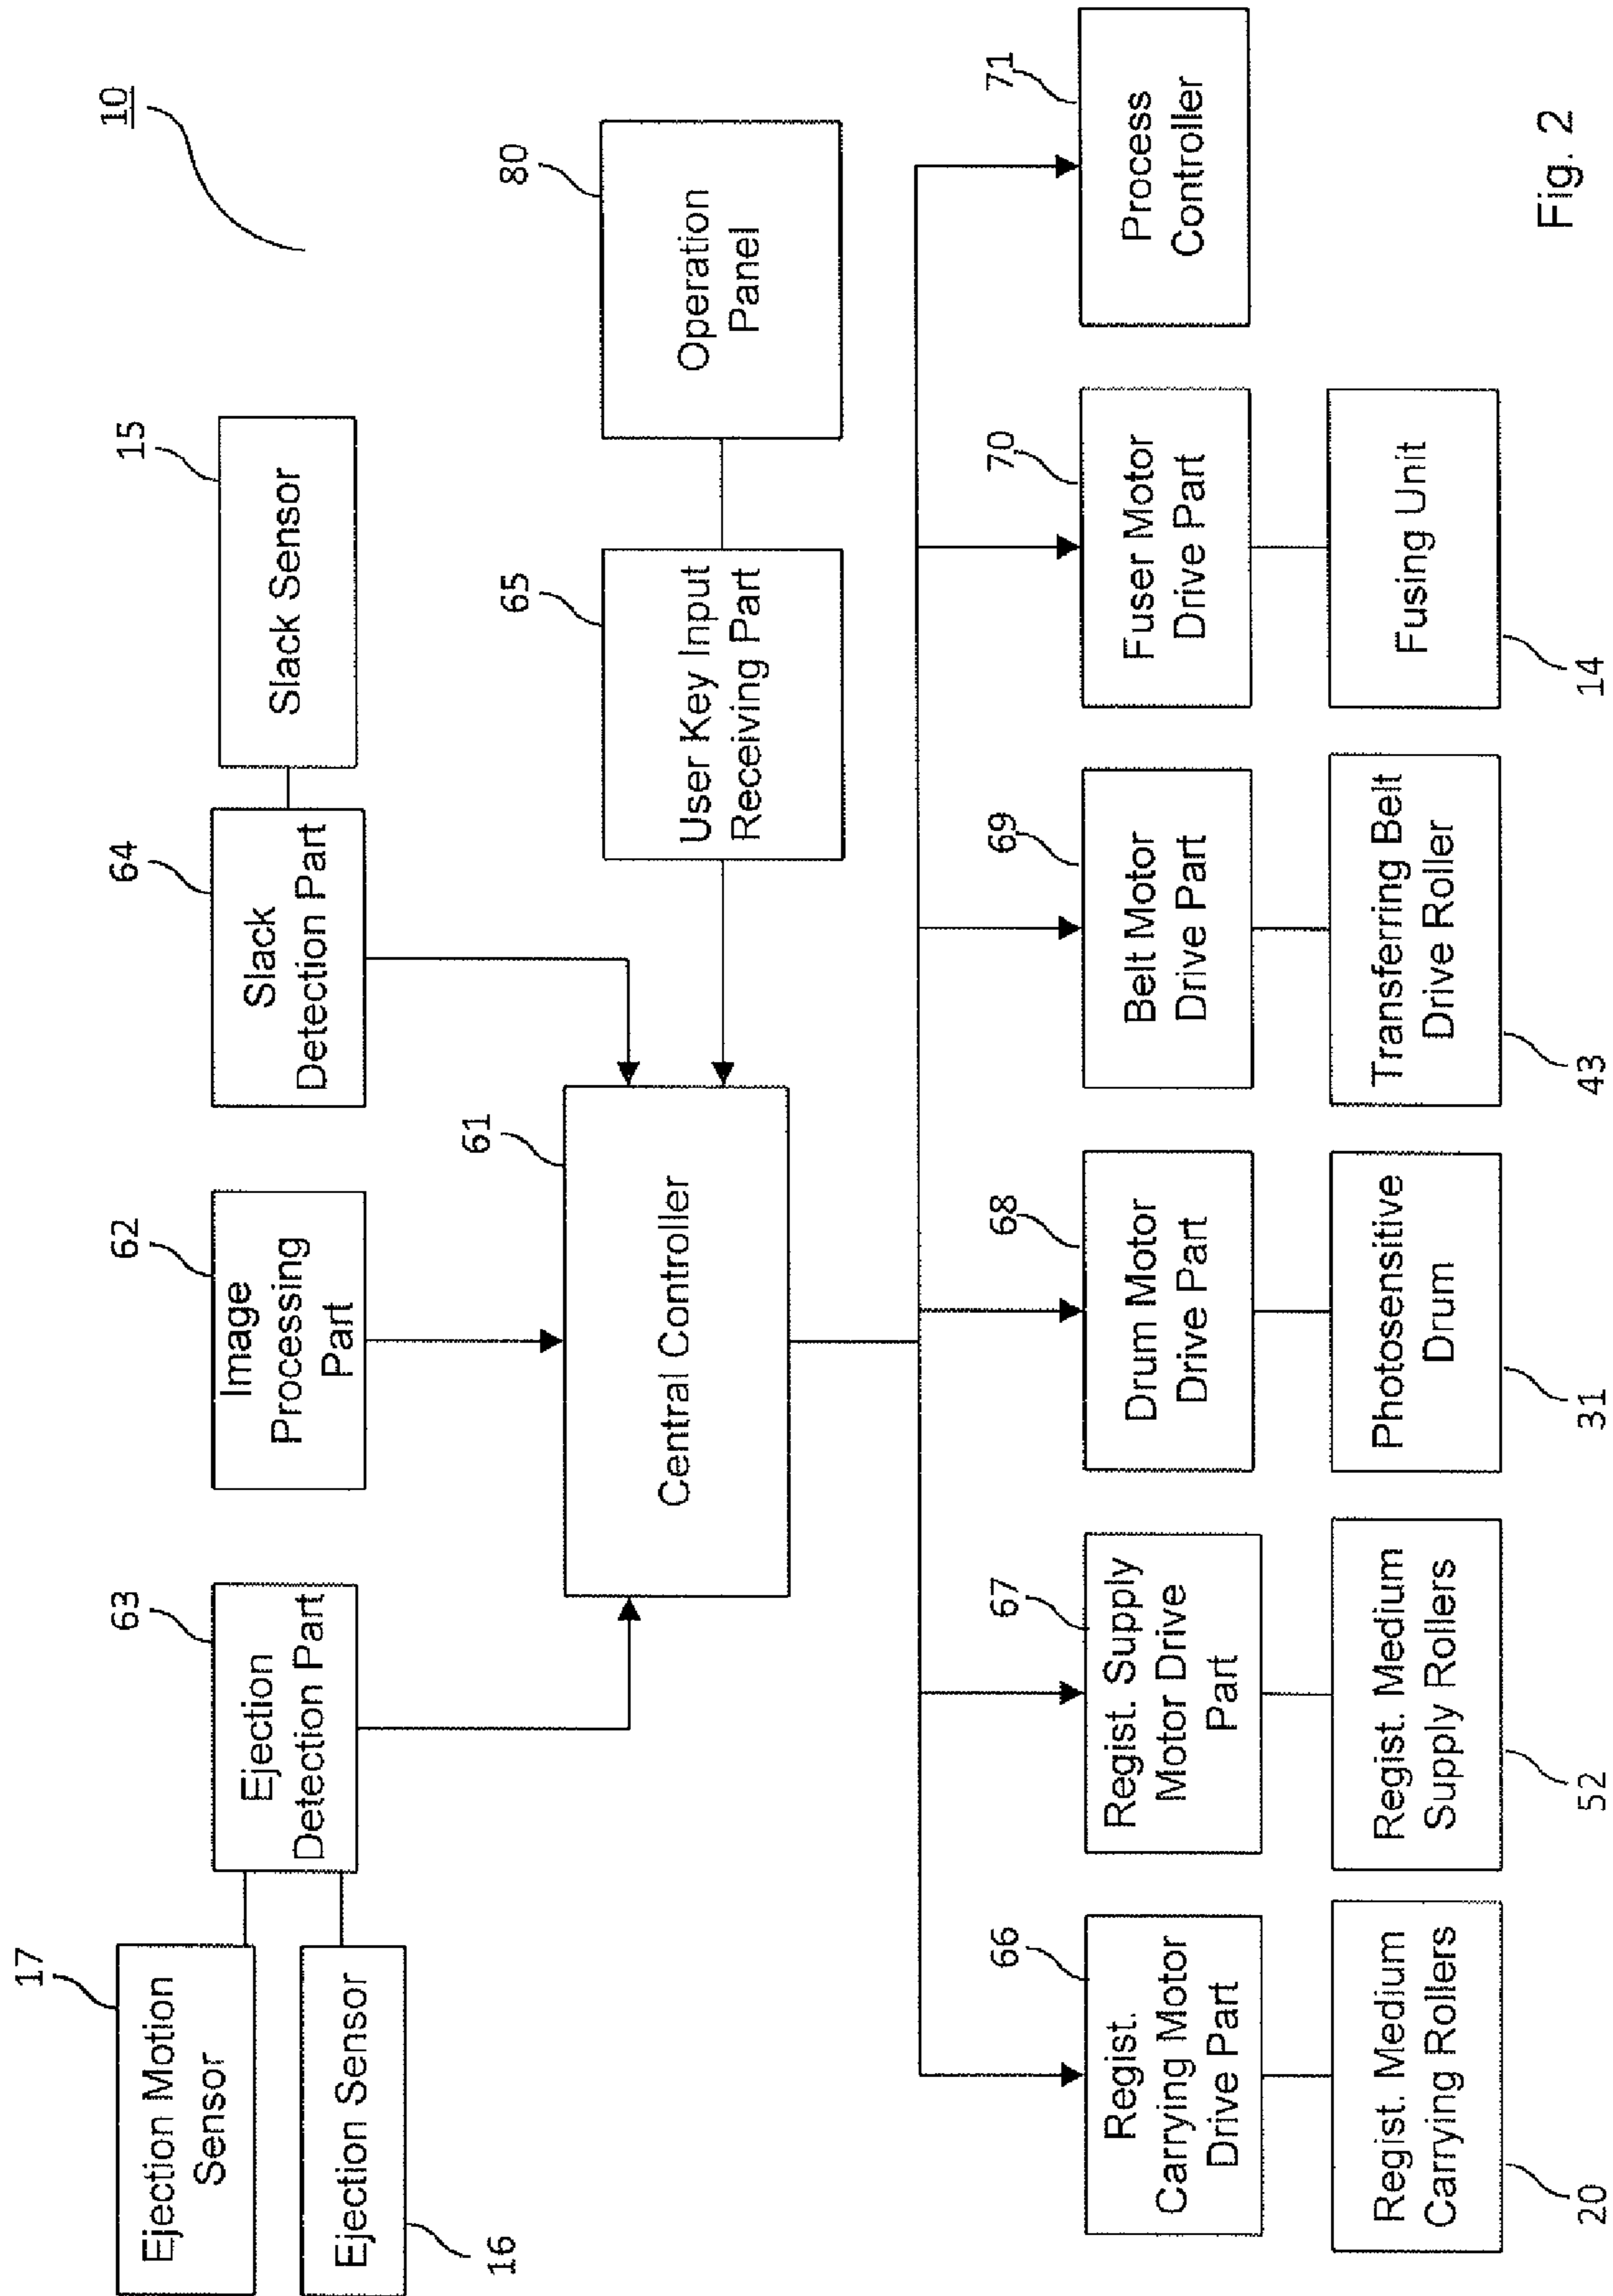 10
17
Ejection Motion
Sensor
Ejection Sensor
16
63
Ejection
Detection Part
62
Image
Processing
Part
64
Slack
Detection Part
15
Slack Sensor
61
Central Controller
65
User Key Input
Receiving Part
80
Operation
Panel
66
Regist.
Carrying Motor
Drive Part
67
Regist. Supply
Motor Drive
Part
68
Drum Motor
Drive Part
69
Belt Motor
Drive Part
70
Fuser Motor
Drive Part
71
Process
Controller
Regist. Medium
Carrying Rollers
20
Regist. Medium
Supply Rollers
52
Photosensitive
Drum
31
Transferring Belt
Drive Roller
43
Fusing Unit
14
Fig. 2